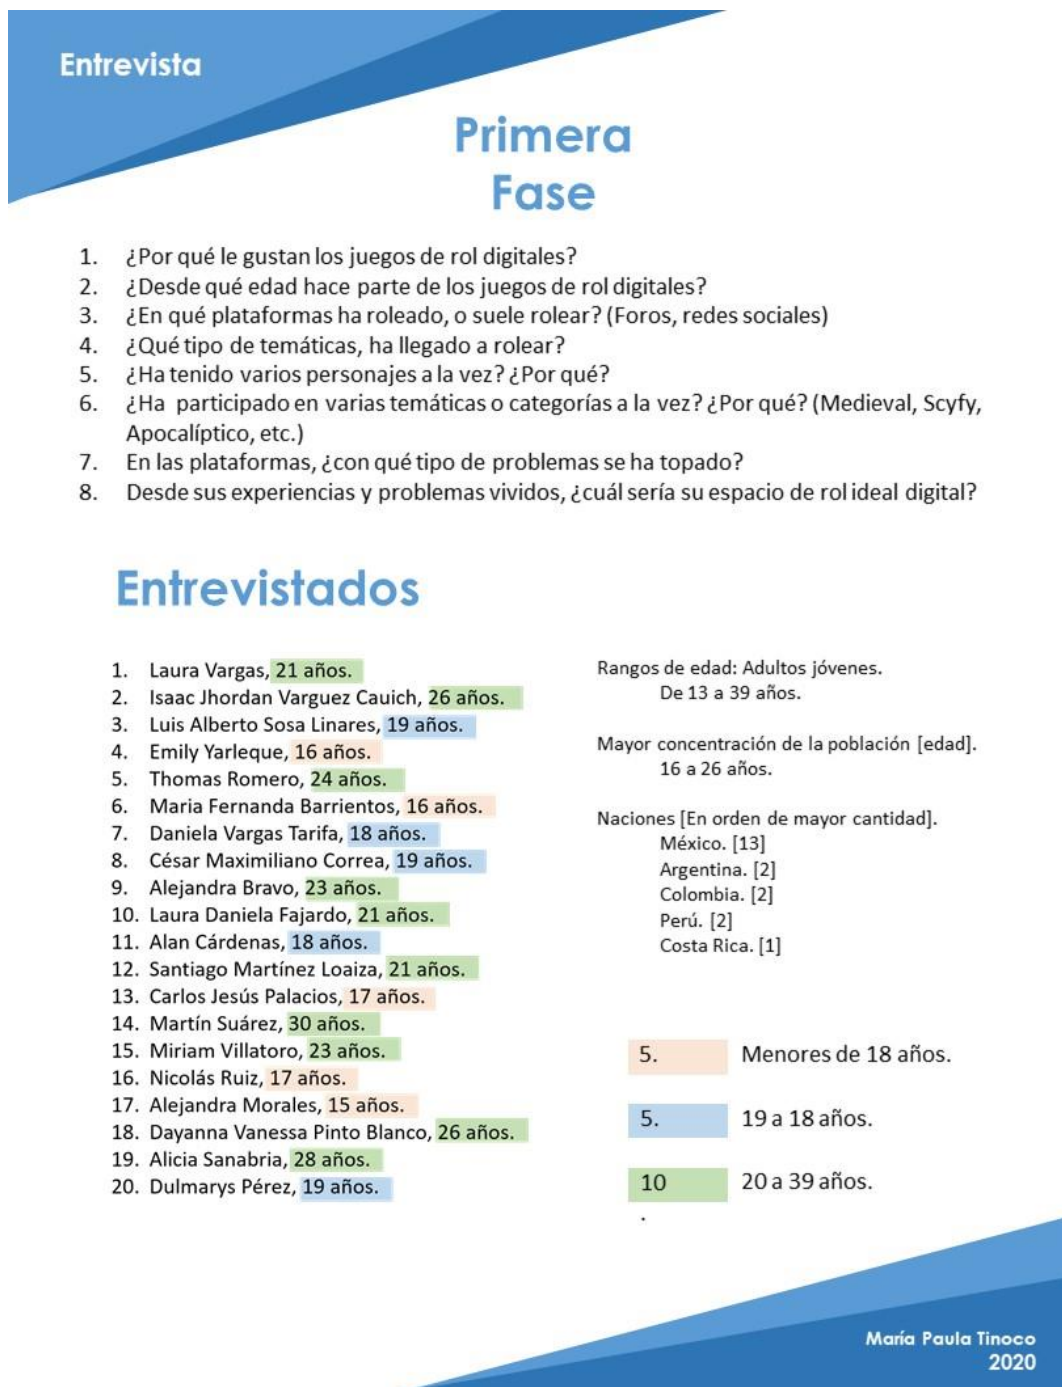 Entrevista
Primera
Fase
1. ¿Por qué le gustan los juegos de rol digitales?
2. ¿Desde qué edad hace parte de los juegos de rol digitales?
3. ¿En qué plataformas ha roleado, o suele rolear? (Foros, redes sociales)
4. ¿Qué tipo de temáticas, ha llegado a rolear?
5. ¿Ha tenido varios personajes a la vez? ¿Por qué?
6. ¿Ha participado en varias temáticas o categorías a la vez? ¿Por qué? (Medieval, Scyfy,
Apocalíptico, etc.)
7. En las plataformas, ¿con qué tipo de problemas se ha topado?
8. Desde sus experiencias y problemas vividos, ¿cuál sería su espacio de rol ideal digital?
Entrevistados
1. Laura Vargas, 21 años.
2. Isaac Jhordan Varguez Cauich, 26 años.
3. Luis Alberto Sosa Linares, 19 años.
4. Emily Yarleque, 16 años.
5. Thomas Romero, 24 años.
6. Maria Fernanda Barrientos, 16 años.
7. Daniela Vargas Tarifa, 18 años.
8. César Maximiliano Correa, 19 años.
9. Alejandra Bravo, 23 años.
10. Laura Daniela Fajardo, 21 años.
11. Alan Cárdenas, 18 años.
12. Santiago Martínez Loaiza, 21 años.
13. Carlos Jesús Palacios, 17 años.
14. Martín Suárez, 30 años.
15. Miriam Villatoro, 23 años.
16. Nicolás Ruiz, 17 años.
17. Alejandra Morales, 15 años.
18. Dayanna Vanessa Pinto Blanco, 26 años.
19. Alicia Sanabria, 28 años.
20. Dulmarys Pérez, 19 años.
Rangos de edad: Adultos jóvenes.
De 13 a 39 años.
Mayor concentración de la población [edad].
16 a 26 años.
Naciones [En orden de mayor cantidad].
México. [13]
Argentina. [2]
Colombia. [2]
Perú. [2]
Costa Rica. [1]
5. Menores de 18 años.
5. 19 a 18 años.
10 20 a 39 años.
.
María Paula Tinoco
2020